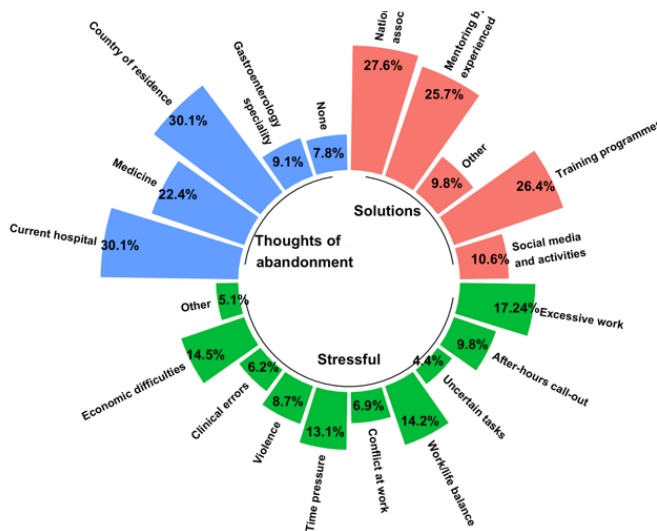 Country of residence
30.1%
Medicine
22.4%
Current hospital
30.1%
Gastroenterology
speciality
9.1%
None
7.8%
Thoughts of
abandonment
assoc
27.6%
Mentoring
experienced
25.7%
Other
9.8%
Training programmes
26.4%
Social media
and activities
10.6%
Solutions
Excessive work
17.24%
After-hours call-out
9.8%
Uncertain tasks
4.4%
Work/life balance
14.2%
Conflict at work
6.9%
Time pressure
13.1%
Violence
8.7%
Clinical errors
6.2%
Economic difficulties
14.5%
Other
5.1%
Stressful